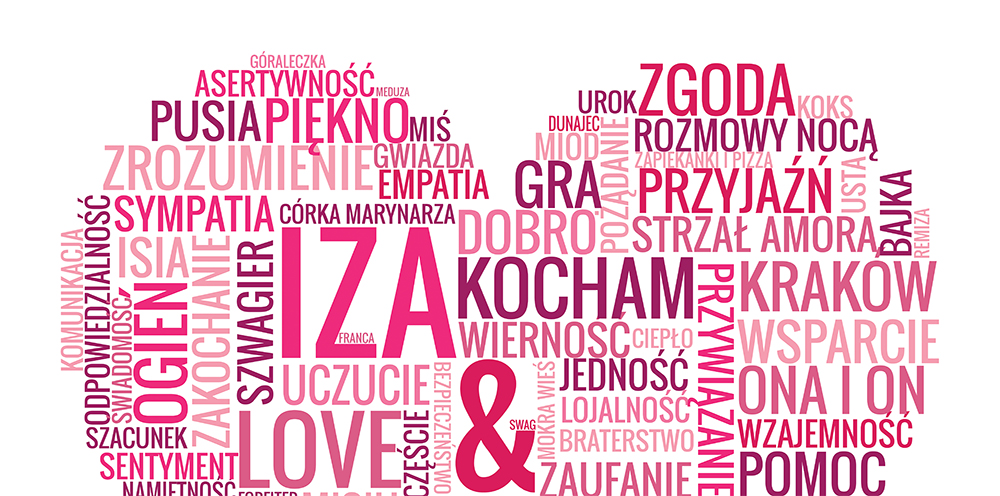 GÓRALECZKA
ASERTYWNOŚĆ
MEDUZA
PUSIA
PIĘKNO
MIŚ
ZROZUMIENIE
GWIAZDA
EMPATIA
SYMPATIA
CÓRKA MARYNARZA
UROK
ZGODA
KOKS
DUNAJEC
MIOD
ROZMOWY NOCĄ
ZAPIEKANKI I PIZZA
POŻĄDANIE
GRA
PRZYJAŹŃ
USTA
BAJKA
REMIZA
DOBRO
STRZAŁ AMORA
KOMUNIKACJA
ODPOWIEDZIALNOŚĆ
ŚWIADOMOŚĆ
ISIA
OGIEŃ
ZAKOCHANIE
SZWAGIER
IZA
FRANCA
KOCHAM
PRZYWIĄZANIE
KRAKÓW
WIERNOŚĆ
CIEPŁO
WSPARCIE
UCZUCIE
BEZPIECZEŃSTWO
&
SWAG
MOKRA WIEŚ
JEDNOŚĆ
ONA I ON
LOJALNOŚĆ
SZACUNEK
LOVE
BRATERSTWO
WZAJEMNOŚĆ
SENTYMENT
ZAUFANIE
POMOC
NAMIĘTNOŚĆ